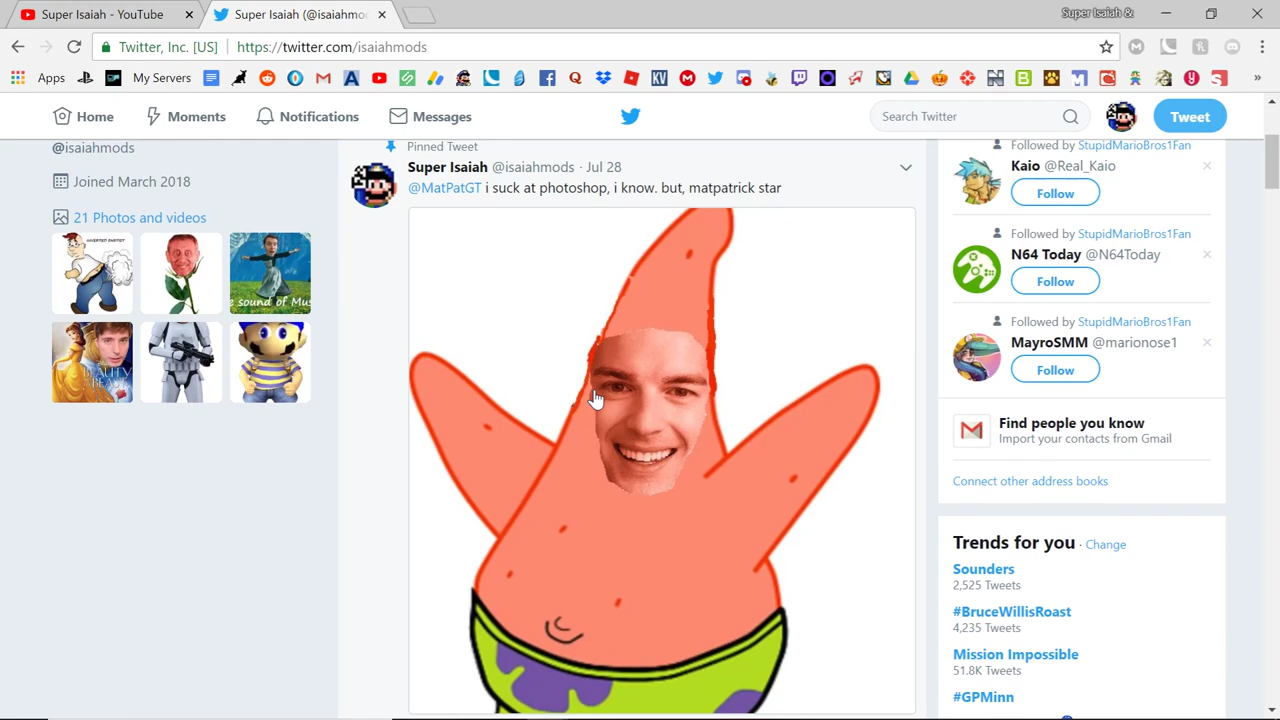 Super Isaiah - YouTube
Super Isaiah (@isaiahmo
Super Isaiah &
Twitter, Inc. [US]
https://twitter.com/isaiahmods
Apps
My Servers
Home
Moments
Notifications
Messages
Search Twitter
Tweet
@isaiahmods
Joined March 2018
21 Photos and videos
Pinned Tweet
Super Isaiah @isaiahmods · Jul 28
@MatPatGT i suck at photoshop, i know. but, matpatrick star
Followed by StupidMarioBros1Fan
Kaio @Real_Kaio
Follow
Followed by StupidMarioBros1Fan
N64 Today @N64Today
Follow
Followed by StupidMarioBros1Fan
MayroSMM @marionose1
Follow
Find people you know
Import your contacts from Gmail
Connect other address books
Trends for you · Change
Sounders
2,525 Tweets
#BruceWillisRoast
4,235 Tweets
Mission Impossible
51.8K Tweets
#GPMinn